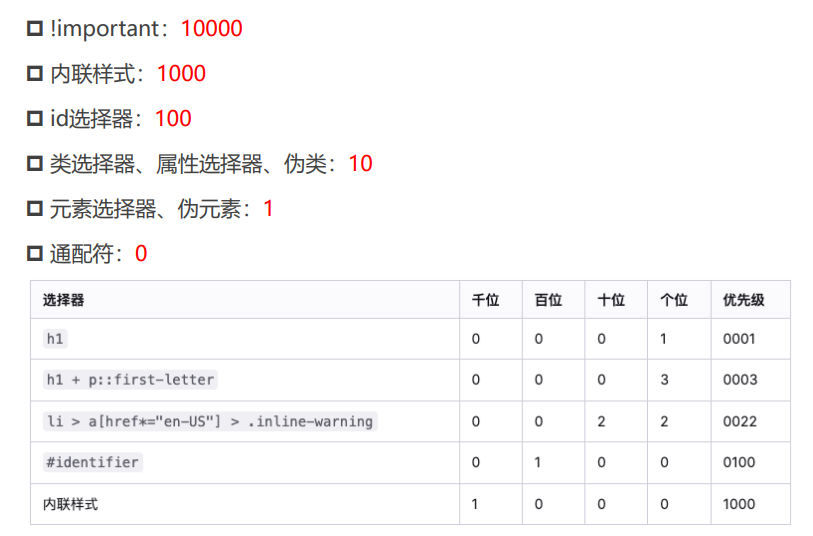 !important：10000
内联样式：1000
id选择器：100
类选择器、属性选择器、伪类：10
元素选择器、伪元素：1
通配符：0
选择器 千位 百位 十位 个位 优先级
h1 0 0 0 1 0001
h1 + p::first-letter 0 0 0 3 0003
li > a[href*="en-US"] > .inline-warning 0 0 2 2 0022
#identifier 0 1 0 0 0100
内联样式 1 0 0 0 1000